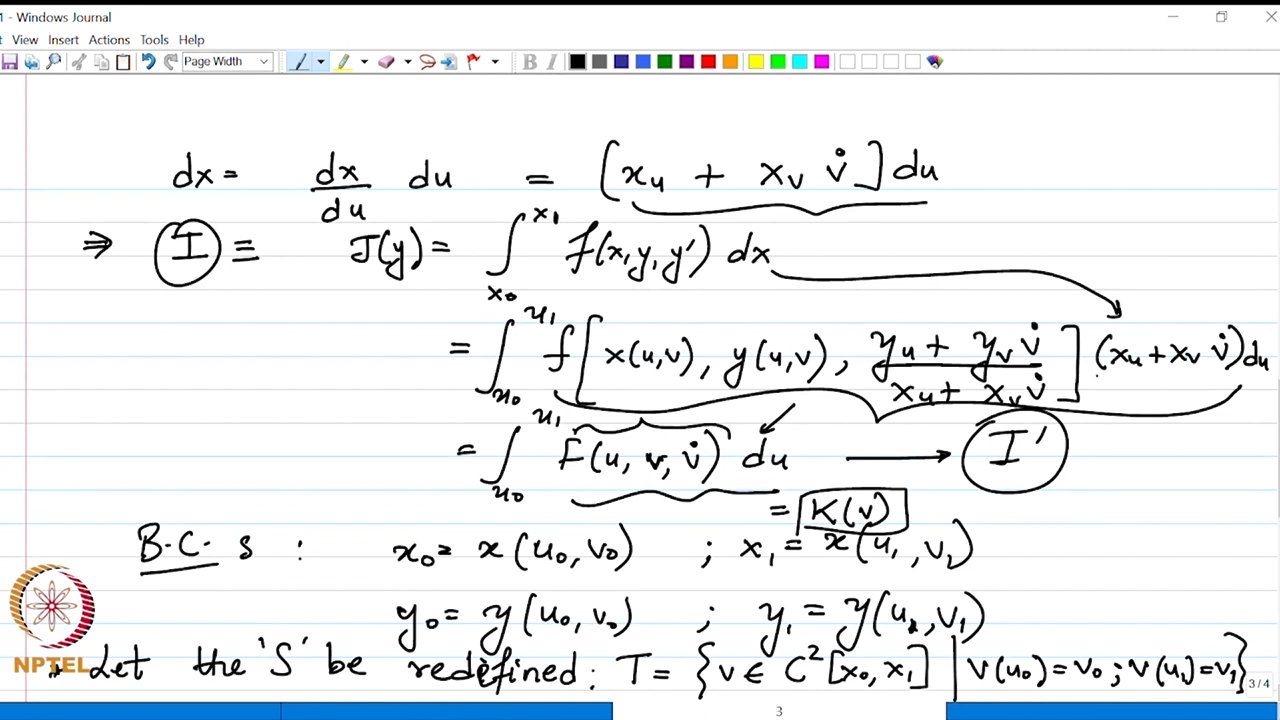 1 - Windows Journal
View Insert Actions Tools Help
Page Width
B I
dx = dx/du du = [x_u + x_v v̇] du
⇒ I ≡ J(y) = ∫_{x_0}^{x_1} f(x, y, y') dx
= ∫_{u_0}^{u_1} f[x(u,v), y(u,v), (y_u + y_v v̇)/(x_u + x_v v̇)] (x_u + x_v v̇) du
= ∫_{u_0}^{u_1} F(u, v, v̇) du → I'
= K(v)
B.C.s : x_0 = x(u_0, v_0) ; x_1 = x(u_1, v_1)
y_0 = y(u_0, v_0) ; y_1 = y(u_1, v_1)
Let the 'S' be redefined : T = {v ∈ C² [x_0, x_1] | v(u_0) = v_0 ; v(u_1) = v_1}
NPTEL
3 / 4
3